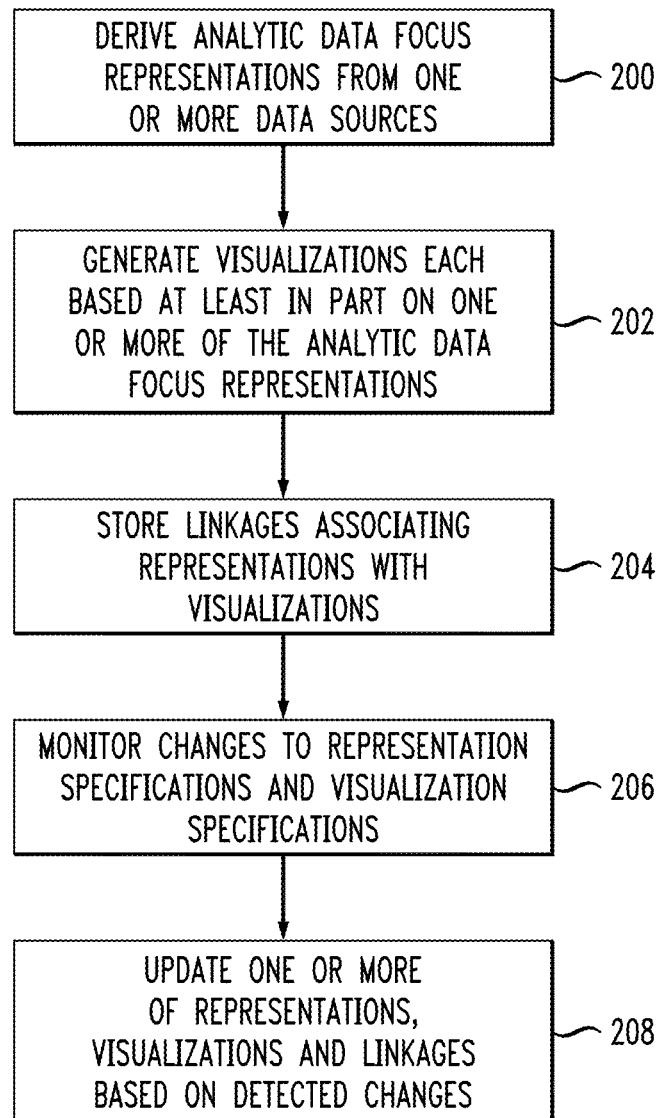 DERIVE ANALYTIC DATA FOCUS
REPRESENTATIONS FROM ONE
OR MORE DATA SOURCES
200
GENERATE VISUALIZATIONS EACH
BASED AT LEAST IN PART ON ONE
OR MORE OF THE ANALYTIC DATA
FOCUS REPRESENTATIONS
202
STORE LINKAGES ASSOCIATING
REPRESENTATIONS WITH
VISUALIZATIONS
204
MONITOR CHANGES TO REPRESENTATION
SPECIFICATIONS AND VISUALIZATION
SPECIFICATIONS
206
UPDATE ONE OR MORE
OF REPRESENTATIONS,
VISUALIZATIONS AND LINKAGES
BASED ON DETECTED CHANGES
208